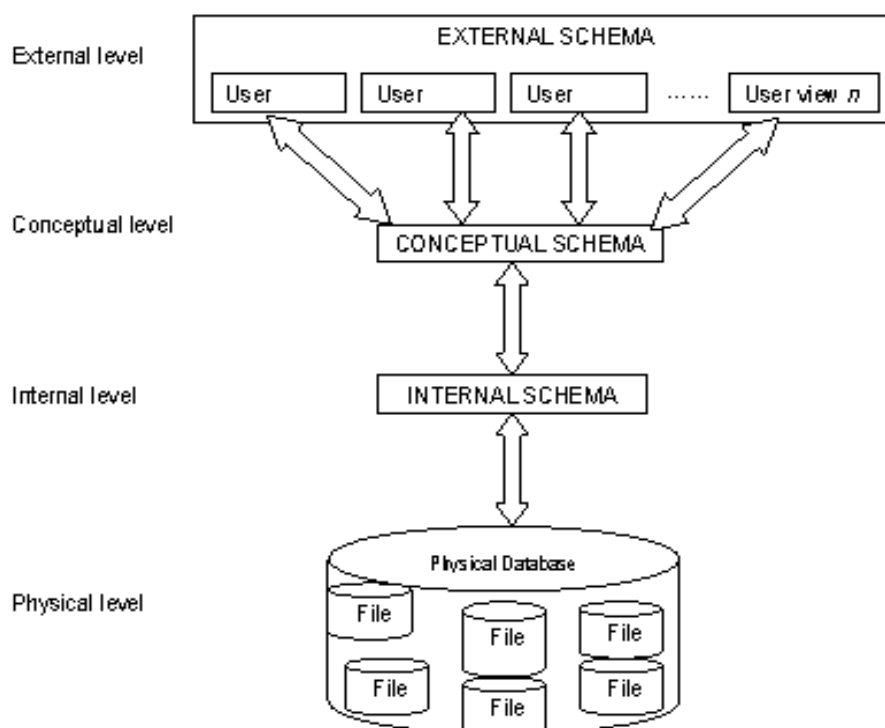 EXTERNAL SCHEMA
External level
User
User
User
......
User view n
Conceptual level
CONCEPTUAL SCHEMA
Internal level
INTERNAL SCHEMA
Physical Database
Physical level
File
File
File
File
File
File